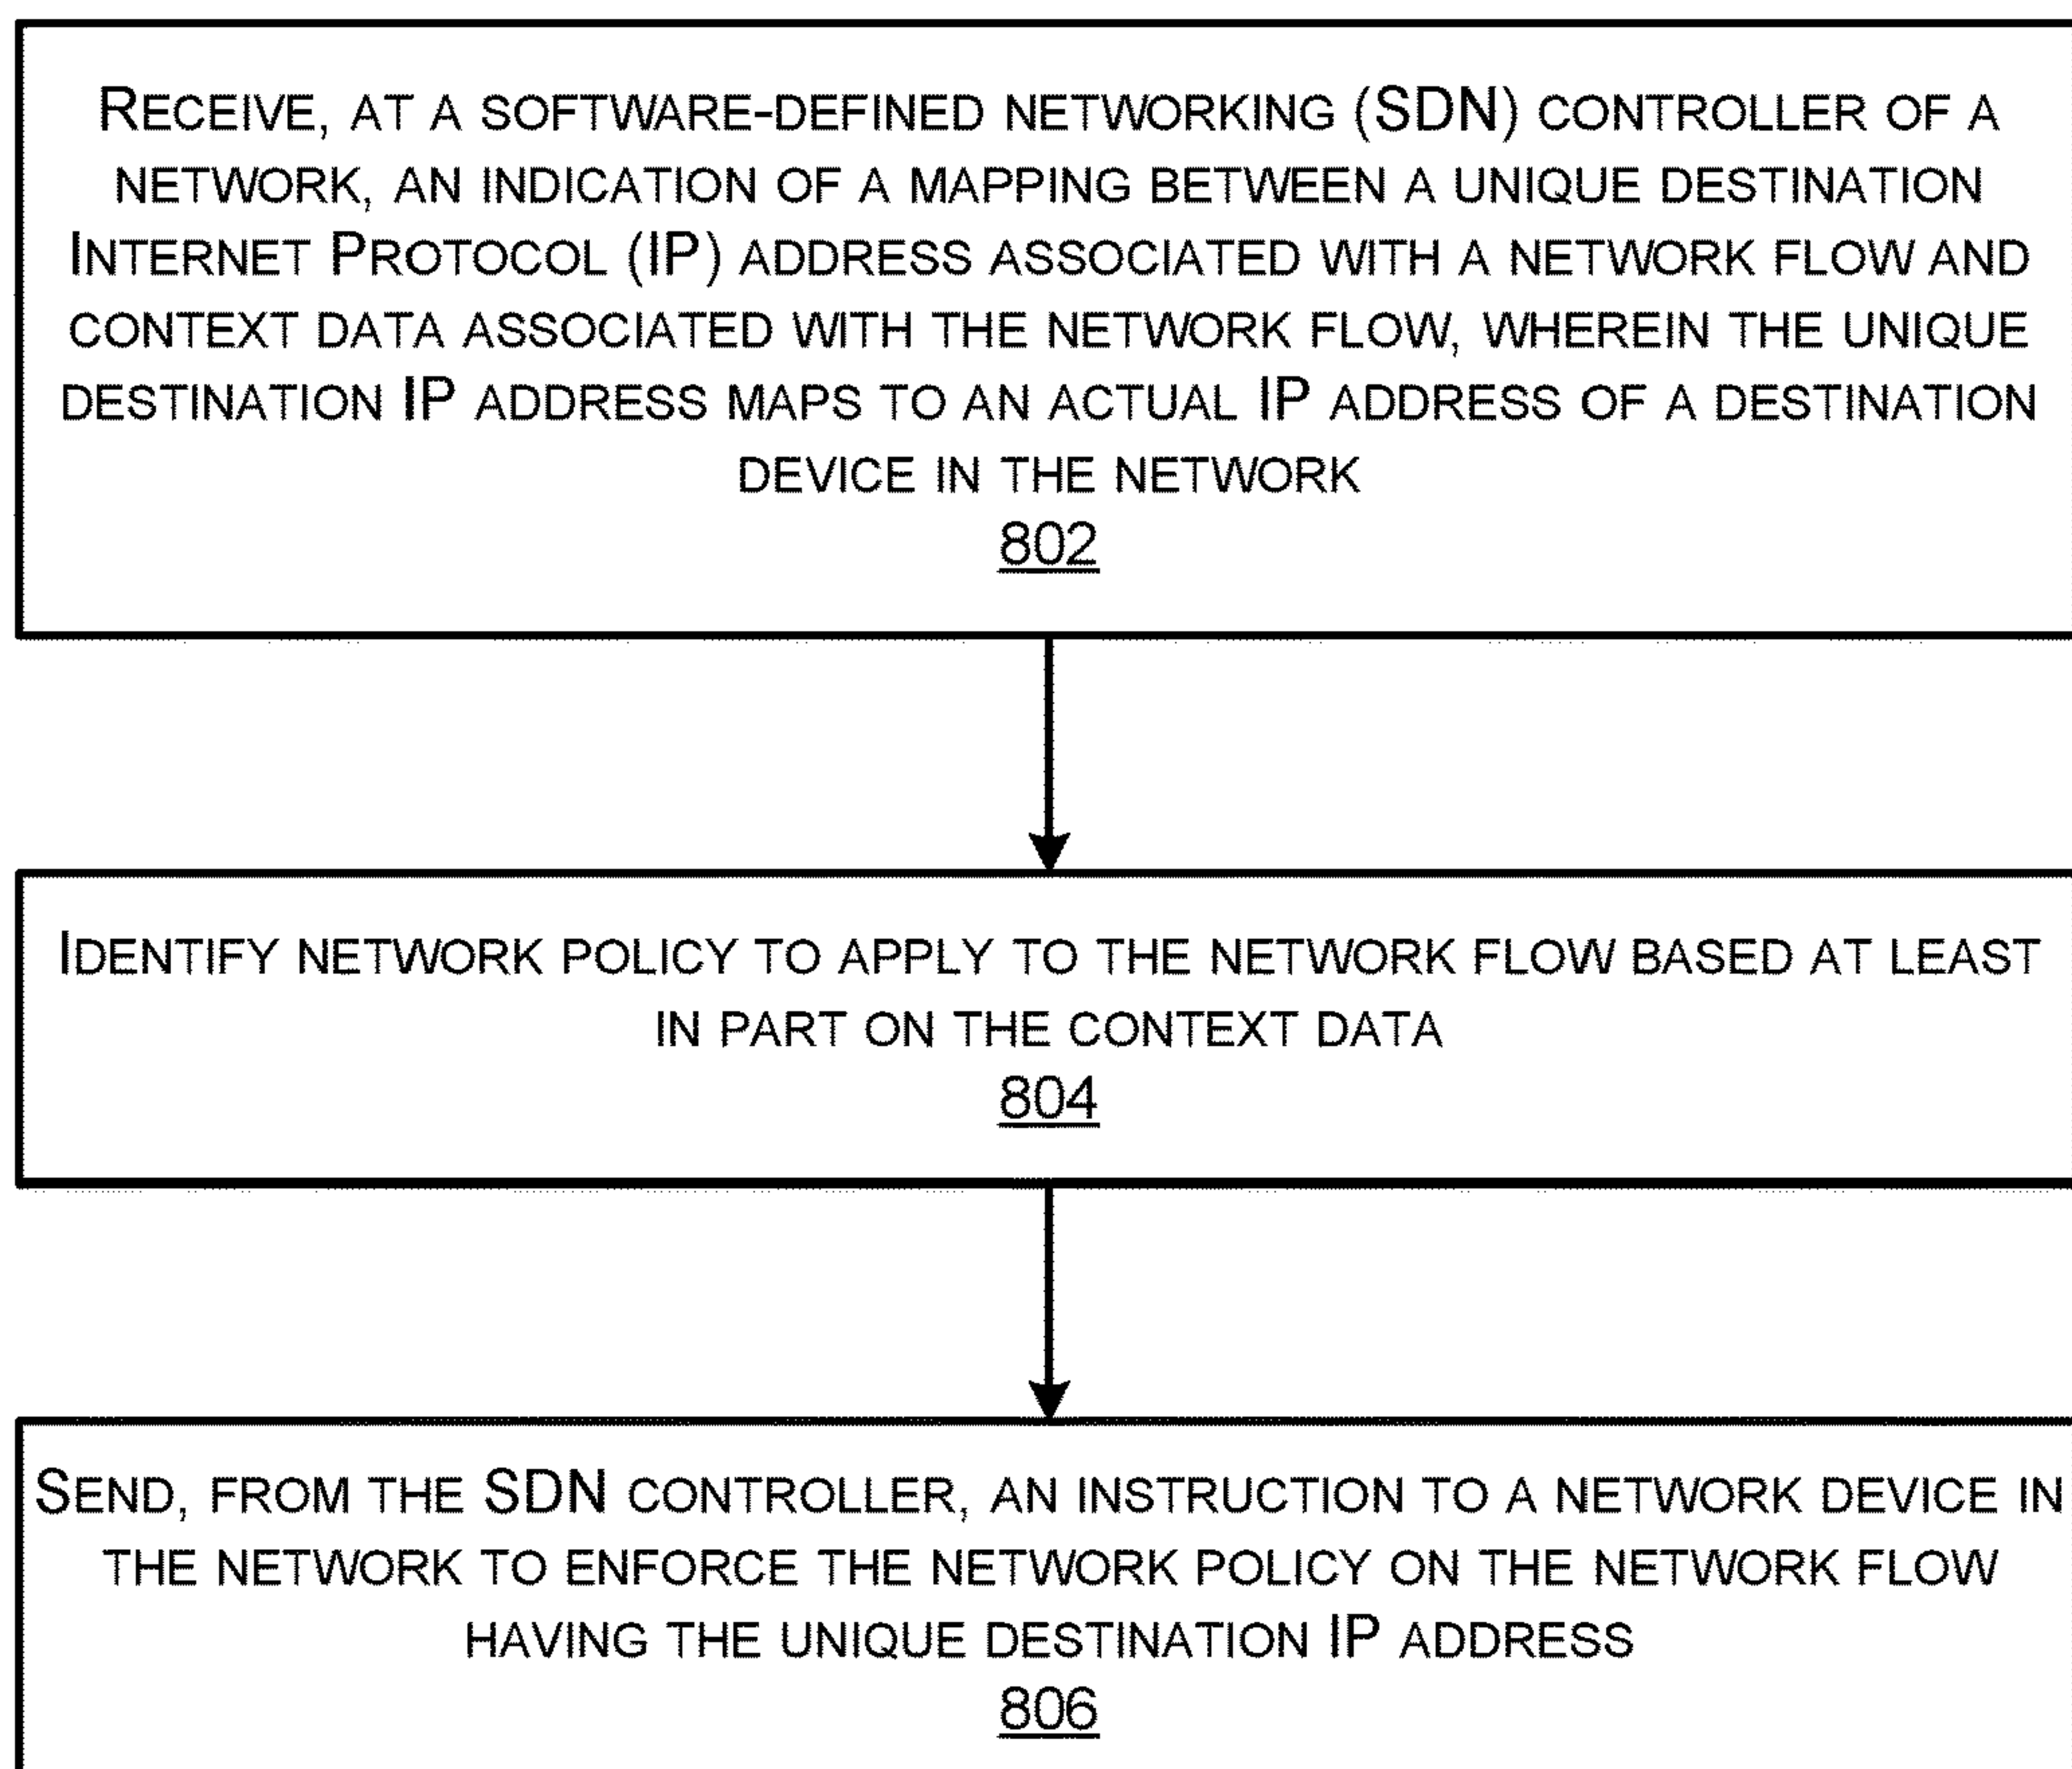 RECEIVE, AT A SOFTWARE-DEFINED NETWORKING (SDN) CONTROLLER OF A
NETWORK, AN INDICATION OF A MAPPING BETWEEN A UNIQUE DESTINATION
INTERNET PROTOCOL (IP) ADDRESS ASSOCIATED WITH A NETWORK FLOW AND
CONTEXT DATA ASSOCIATED WITH THE NETWORK FLOW, WHEREIN THE UNIQUE
DESTINATION IP ADDRESS MAPS TO AN ACTUAL IP ADDRESS OF A DESTINATION
DEVICE IN THE NETWORK
802
IDENTIFY NETWORK POLICY TO APPLY TO THE NETWORK FLOW BASED AT LEAST
IN PART ON THE CONTEXT DATA
804
SEND, FROM THE SDN CONTROLLER, AN INSTRUCTION TO A NETWORK DEVICE IN
THE NETWORK TO ENFORCE THE NETWORK POLICY ON THE NETWORK FLOW
HAVING THE UNIQUE DESTINATION IP ADDRESS
806